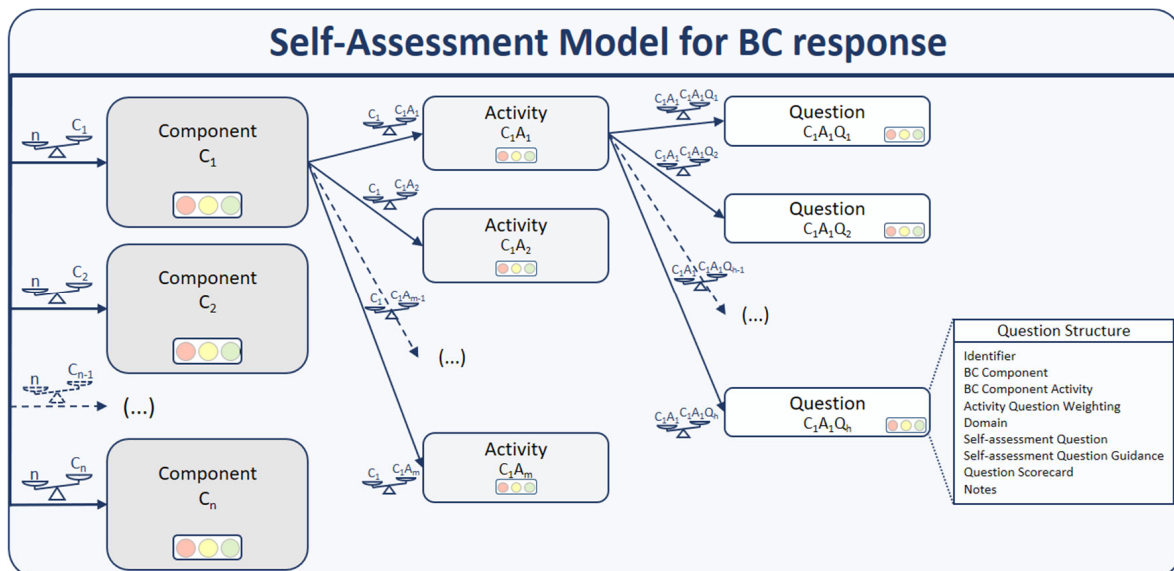 Self-Assessment Model for BC response
n C₁
Component
C₁
n C₂
Component
C₂
n Cₙ₋₁
(...)
n Cₙ
Component
Cₙ
C₁ C₁A₁
Activity
C₁A₁
C₁ C₁A₂
Activity
C₁A₂
C₁ C₁Aₘ₋₁
(...)
C₁ C₁Aₘ
Activity
C₁Aₘ
C₁A₁ C₁A₁Q₁
Question
C₁A₁Q₁
C₁A₁ C₁A₁Q₂
Question
C₁A₁Q₂
C₁A₁ C₁A₁Qₕ₋₁
(...)
C₁A₁ C₁A₁Qₕ
Question
C₁A₁Qₕ
Question Structure
Identifier
BC Component
BC Component Activity
Activity Question Weighting
Domain
Self-assessment Question
Self-assessment Question Guidance
Question Scorecard
Notes